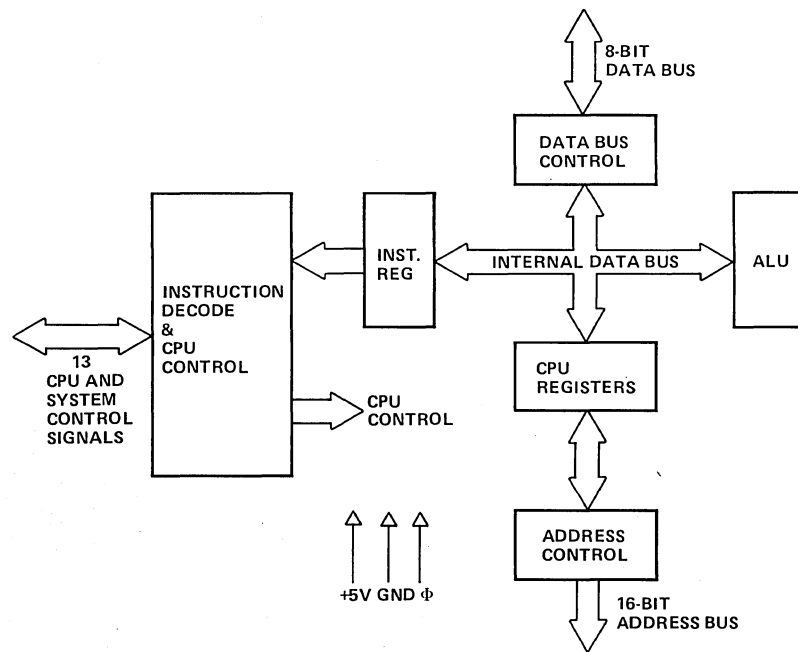 8-BIT
DATA BUS
DATA BUS
CONTROL
INST.
REG
INTERNAL DATA BUS
ALU
INSTRUCTION
DECODE
&
CPU
CONTROL
13
CPU AND
SYSTEM
CONTROL
SIGNALS
CPU
REGISTERS
CPU
CONTROL
ADDRESS
CONTROL
+5V GND Φ
16-BIT
ADDRESS BUS